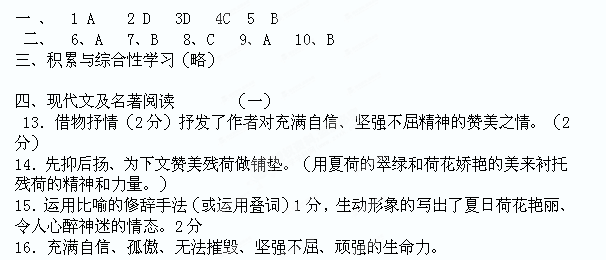 一 、 1 A 2 D 3D 4C 5 B
二、 6、A 7、B 8、C 9、A 10、B
三、积累与综合性学习（略）
四、现代文及名著阅读 （一）
13．借物抒情（2分）抒发了作者对充满自信、坚强不屈精神的赞美之情。（2
分）
14．先抑后扬、为下文赞美残荷做铺垫。（用夏荷的翠绿和荷花娇艳的美来衬托
残荷的精神和力量。）
15．运用比喻的修辞手法（或运用叠词）1分，生动形象的写出了夏日荷花艳丽、
令人心醉神迷的情态。2分
16．充满自信、孤傲、无法摧毁、坚强不屈、顽强的生命力。